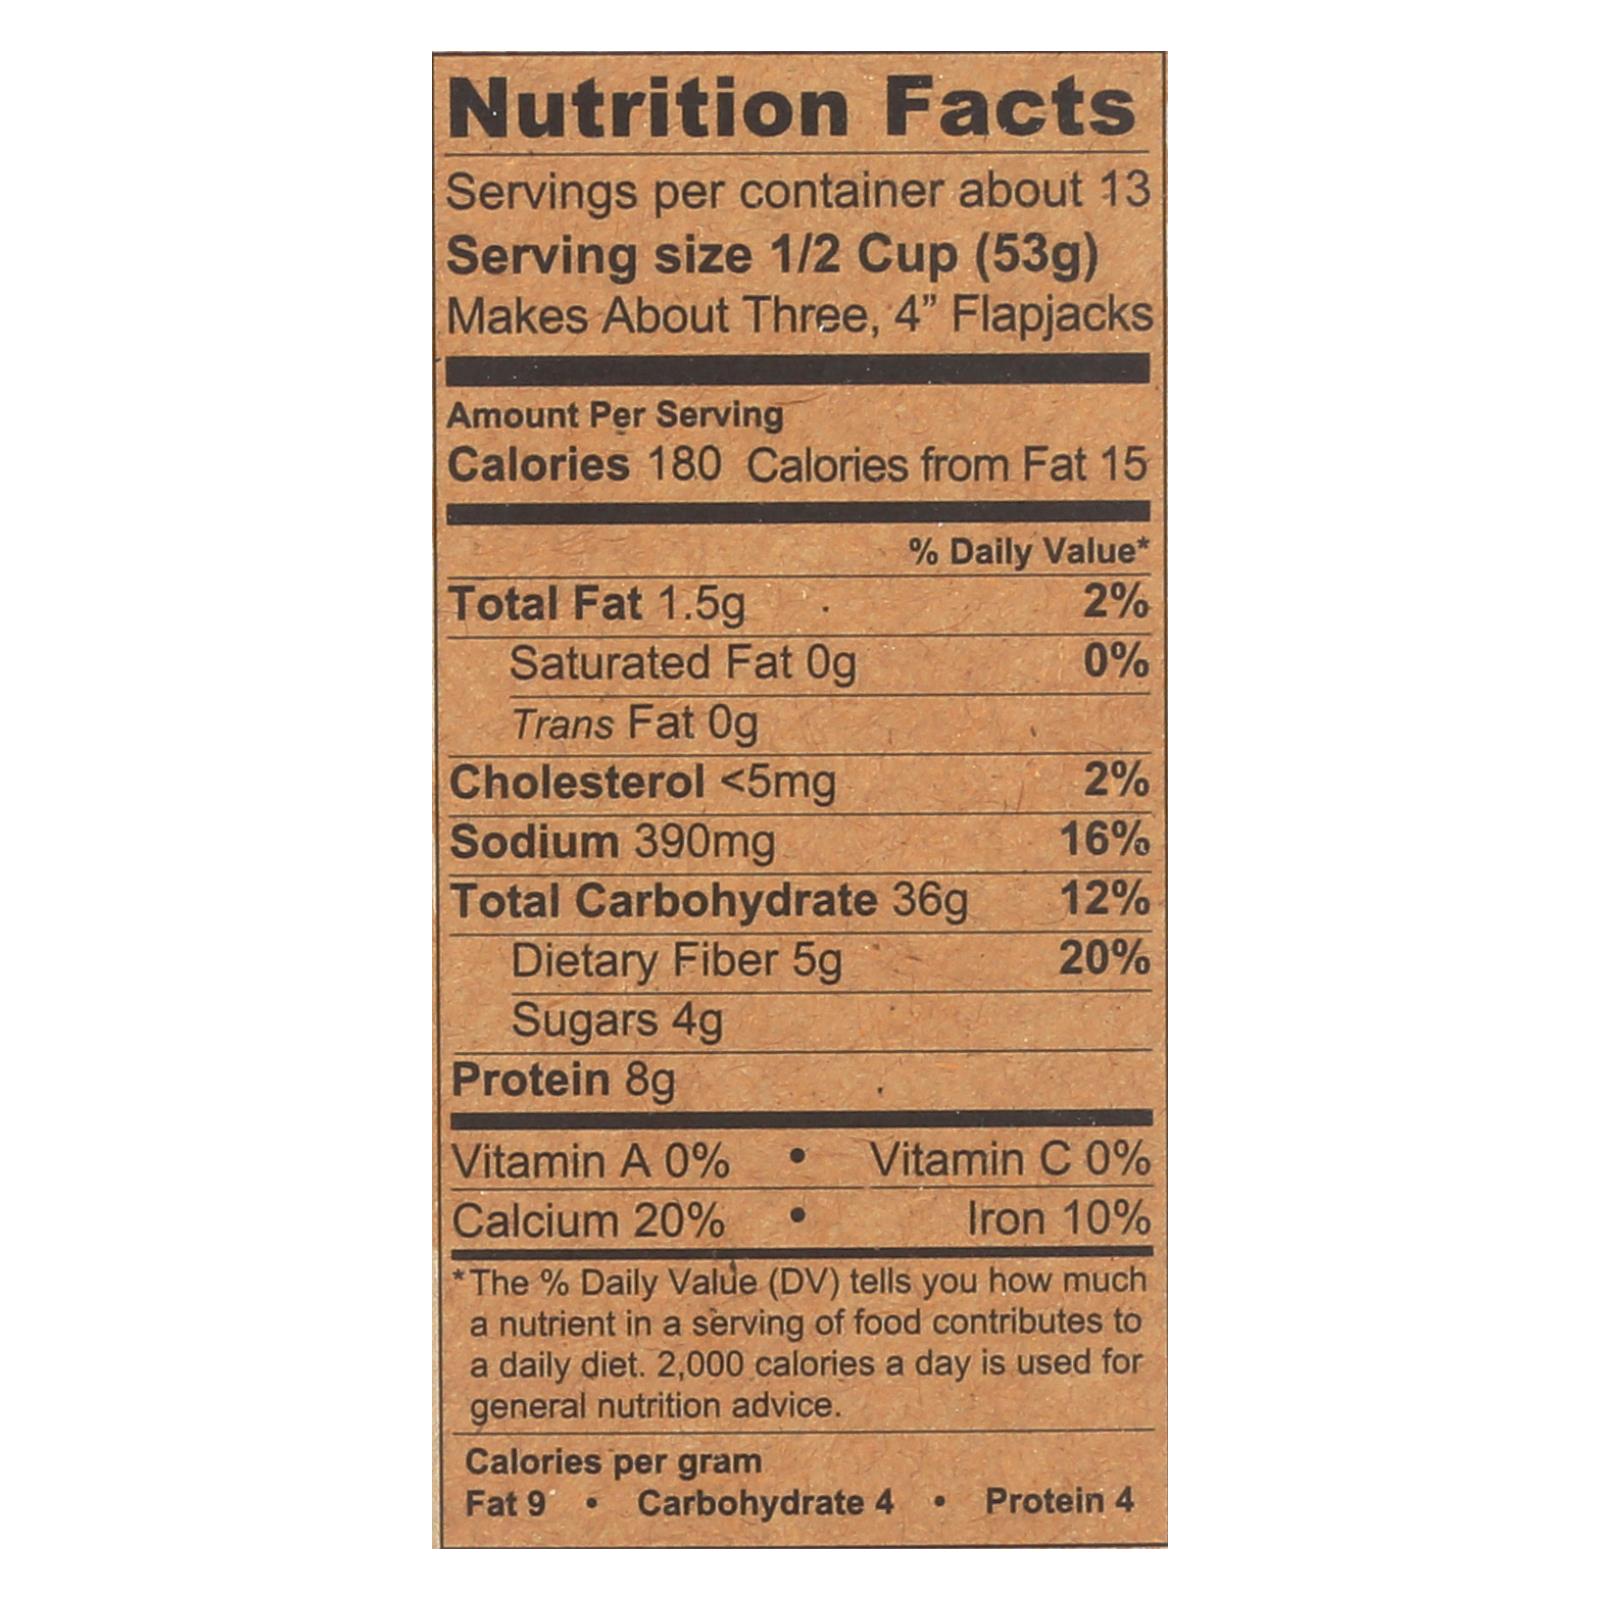 Nutrition Facts
Servings per container about 13
Serving size 1/2 Cup (53g)
Makes About Three, 4” Flapjacks
Amount Per Serving
Calories 180 Calories from Fat 15
% Daily Value*
Total Fat 1.5g 2%
Saturated Fat 0g 0%
Trans Fat 0g
Cholesterol <5mg 2%
Sodium 390mg 16%
Total Carbohydrate 36g 12%
Dietary Fiber 5g 20%
Sugars 4g
Protein 8g
Vitamin A 0% • Vitamin C 0%
Calcium 20% • Iron 10%
*The % Daily Value (DV) tells you how much
a nutrient in a serving of food contributes to
a daily diet. 2,000 calories a day is used for
general nutrition advice.
Calories per gram
Fat 9 • Carbohydrate 4 • Protein 4